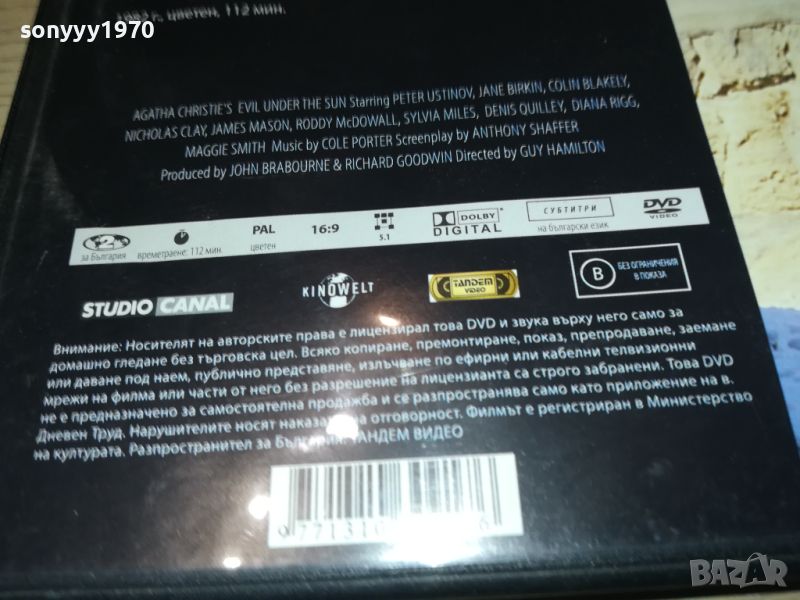 sonyyy1970
1982г., цветен, 112 мин.
AGATHA CHRISTIE'S EVIL UNDER THE SUN Starring PETER USTINOV, JANE BIRKIN, COLIN BLAKELY,
NICHOLAS CLAY, JAMES MASON, RODDY McDOWALL, SYLVIA MILES, DENIS QUILLEY, DIANA RIGG,
MAGGIE SMITH Music by COLE PORTER Screenplay by ANTHONY SHAFFER
Produced by JOHN BRABOURNE & RICHARD GOODWIN Directed by GUY HAMILTON
2 PAL 16:9 DOLBY DIGITAL СУБТИТРИ DVD VIDEO
за България времетраене: 112 мин. цветен 5.1 на български език
STUDIO CANAL KINOWELT TANDEM VIDEO B БЕЗ ОГРАНИЧЕНИЯ В ПОКАЗА
Внимание: Носителят на авторските права е лицензирал това DVD и звука върху него само за
домашно гледане без търговска цел. Всяко копиране, премонтиране, показ, препродаване, заемане
или даване под наем, публично представяне, излъчване по ефирни или кабелни телвизионни
мрежи на филма или части от него без разрешение на лицензианта са строго забранени. Това DVD
не е предназначено за самостоятелна продажба и се разпространява само като приложение на в.
Дневен Труд. Нарушителите носят наказателна отговорност. Филмът е регистриран в Министерство
на културата. Разпространител за България: ТАНДЕМ ВИДЕО
9 771310 6
BAZAR